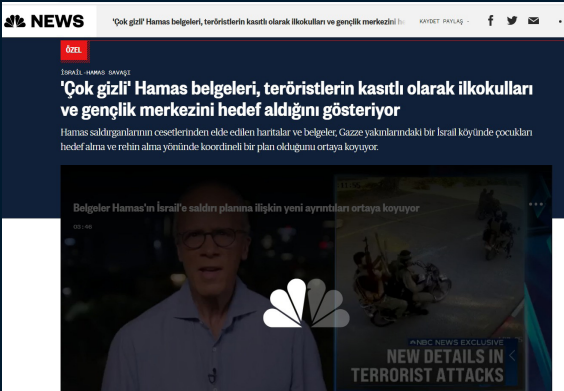 NEWS
'Çok gizli' Hamas belgeleri, teröristlerin kasıtlı olarak ilkokulları ve gençlik merkezini
KAYDET PAYLAŞ -
ÖZEL
İSRAİL-HAMAS SAVAŞI
'Çok gizli' Hamas belgeleri, teröristlerin kasıtlı olarak ilkokulları
ve gençlik merkezini hedef aldığını gösteriyor
Hamas saldırganlarının cesetlerinden elde edilen haritalar ve belgeler, Gazze yakınlarındaki bir İsrail köyünde çocukları
hedef alma ve rehin alma yönünde koordineli bir plan olduğunu ortaya koyuyor.
Belgeler Hamas'ın İsrail'e saldırı planına ilişkin yeni ayrıntıları ortaya koyuyor
NBC NEWS EXCLUSIVE
NEW DETAILS IN
TERRORIST ATTACKS